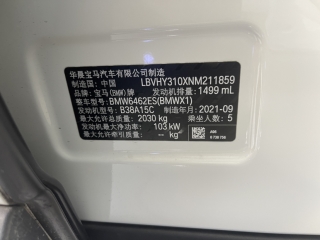 华晨宝马汽车有限公司制造
制造国：中国 LBVHY310XNM211859
品牌：宝马(BMW)牌 发动机排量：1499 mL
整车型号：BMW6462ES(BMWX1)
发动机型号：B38A15C 制造年月：2021-09
最大允许总质量：2030 kg 乘坐人数：5
发动机最大净功率：103 kW
最大允许牵引质量：-- kg